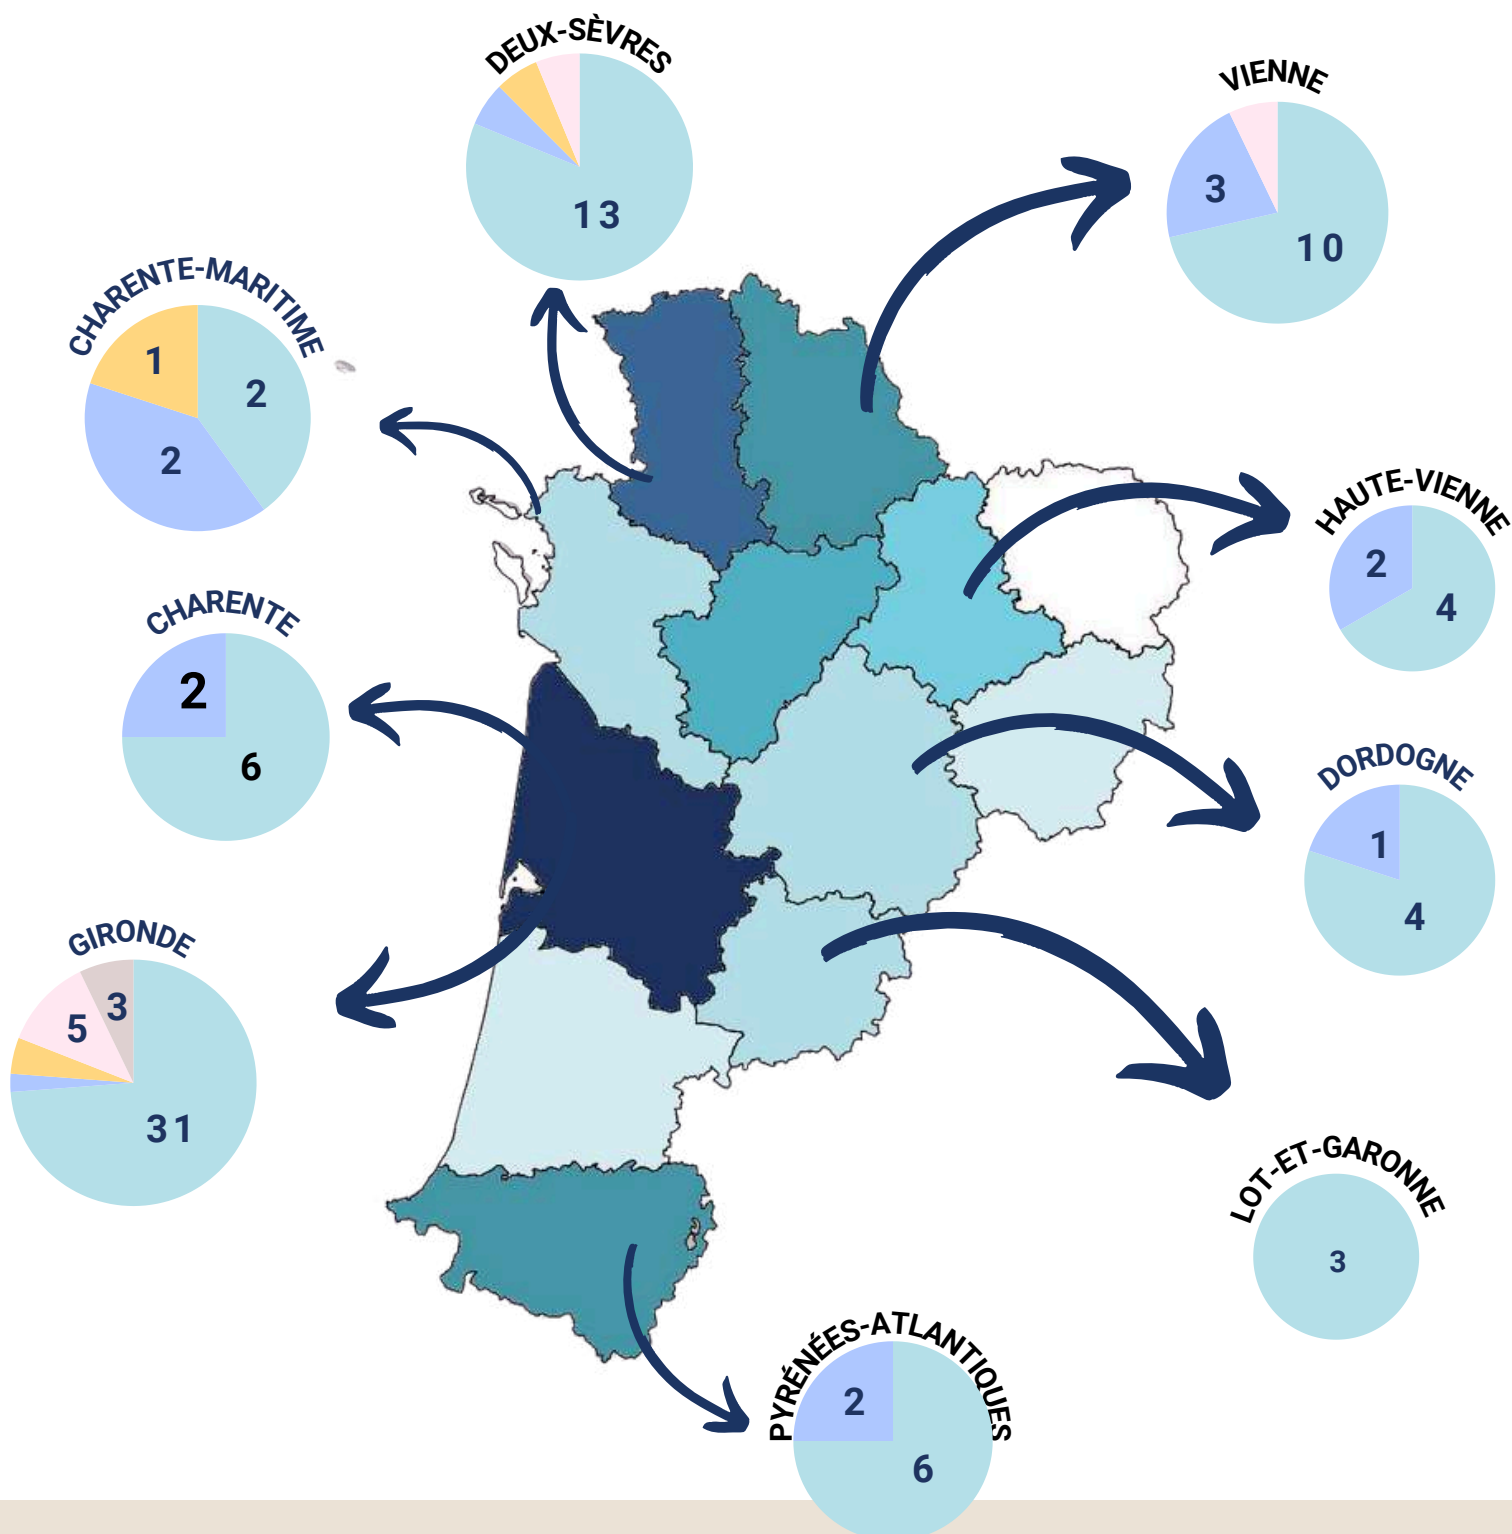 DEUX-SÈVRES
13
VIENNE
3
10
CHARENTE-MARITIME
1
2
2
HAUTE-VIENNE
2
4
CHARENTE
2
6
DORDOGNE
1
4
GIRONDE
3
5
31
LOT-ET-GARONNE
3
PYRÉNÉES-ATLANTIQUES
2
6